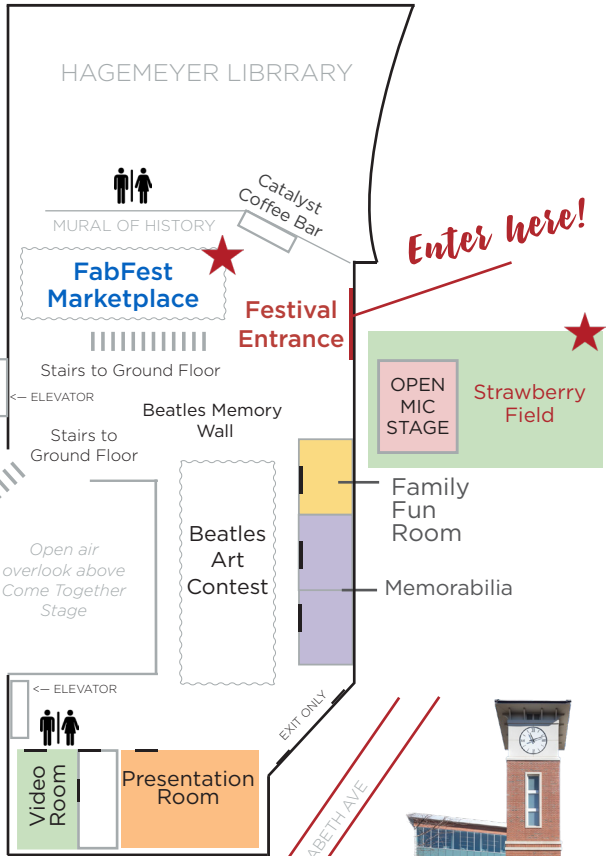 HAGEMEYER LIBRRARY
Catalyst
Coffee Bar
MURAL OF HISTORY
Enter here!
FabFest
Marketplace
Festival
Entrance
Stairs to Ground Floor
<— ELEVATOR
OPEN
MIC
STAGE
Strawberry
Field
Beatles Memory
Wall
Stairs to
Ground Floor
Family
Fun
Room
Beatles
Art
Contest
Open air
overlook above
Come Together
Stage
Memorabilia
<— ELEVATOR
EXIT ONLY
Video
Room
Presentation
Room
ABETH AVE